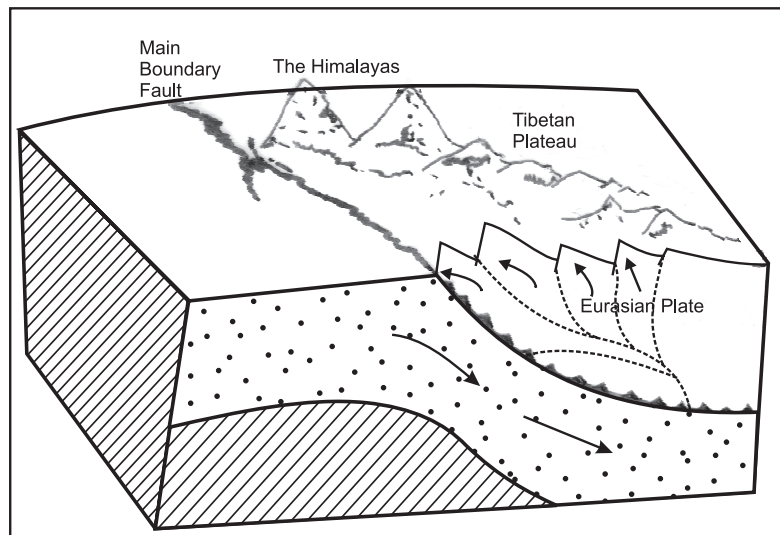 Main
Boundary
Fault
The Himalayas
Tibetan
Plateau
Eurasian Plate